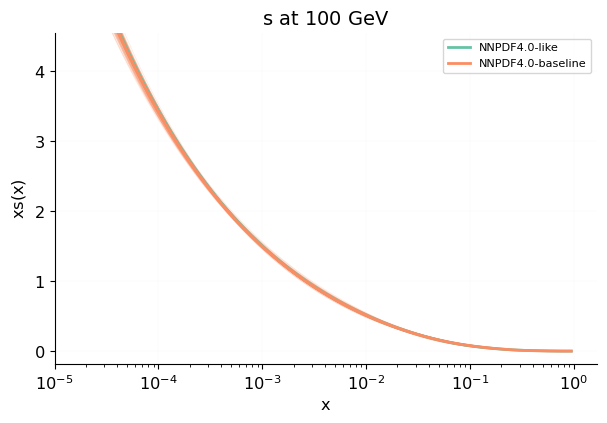 s at 100 GeV
NNPDF4.0-like
NNPDF4.0-baseline
xs(x)
4
3
2
1
0
10⁻⁵ 10⁻⁴ 10⁻³ 10⁻² 10⁻¹ 10⁰
x